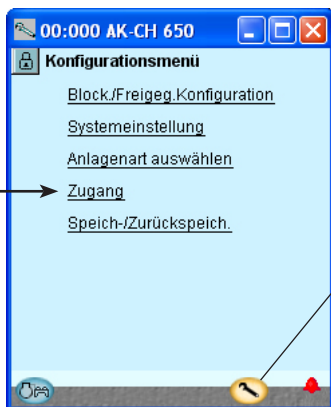 00:000 AK-CH 650
Konfigurationsmenü
Block./Freigeg.Konfiguration
Systemeinstellung
Anlagenart auswählen
Zugang
Speich-/Zurückspeich.